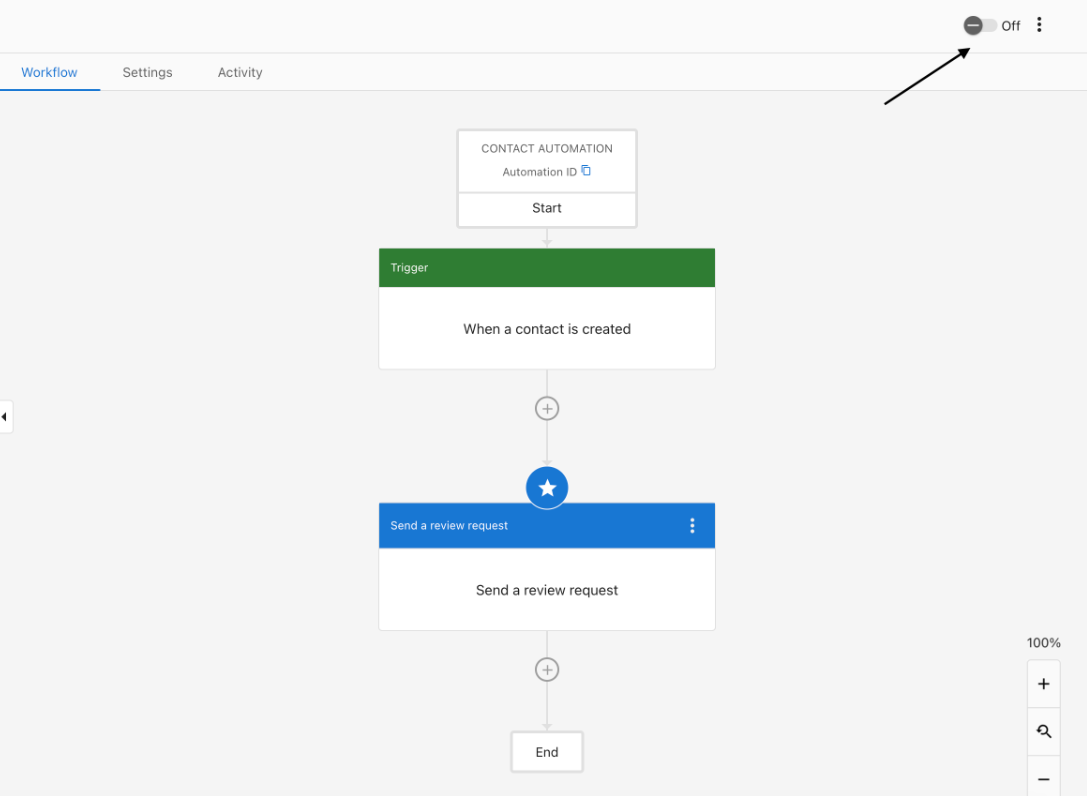 Off
Workflow Settings Activity
CONTACT AUTOMATION
Automation ID
Start
Trigger
When a contact is created
Send a review request
Send a review request
100%
End